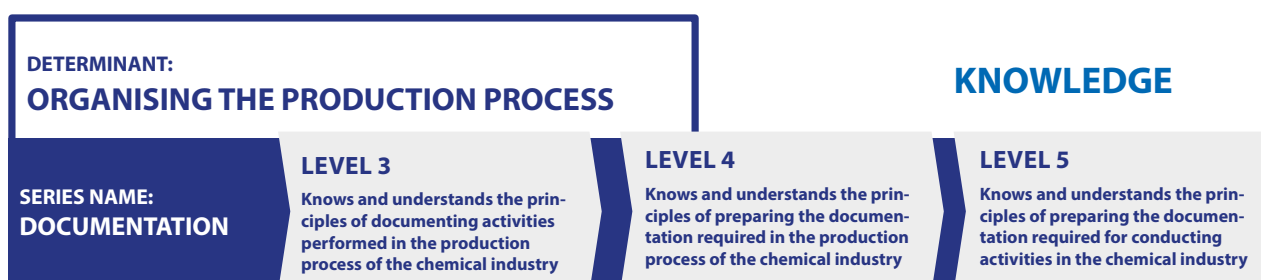 DETERMINANT:
ORGANISING THE PRODUCTION PROCESS
KNOWLEDGE
SERIES NAME:
DOCUMENTATION
LEVEL 3
Knows and understands the prin-
ciples of documenting activities
performed in the production
process of the chemical industry
LEVEL 4
Knows and understands the prin-
ciples of preparing the documen-
tation required in the production
process of the chemical industry
LEVEL 5
Knows and understands the prin-
ciples of preparing the documen-
tation required for conducting
activities in the chemical industry